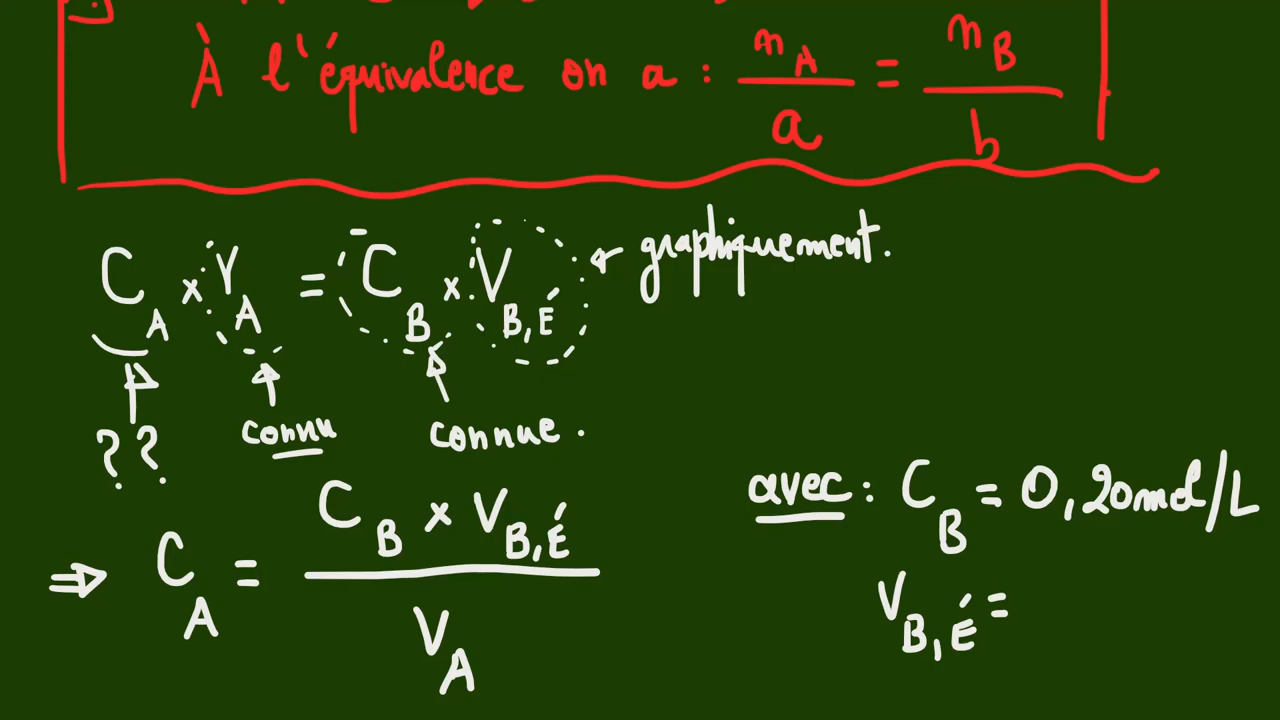 À l'équivalence on a : n_A / a = n_B / b
C_A × V_A = C_B × V_B,É ← graphiquement.
?? connu connue.
⇒ C_A = C_B × V_B,É / V_A
avec : C_B = 0,20 mol/L
V_B,É =